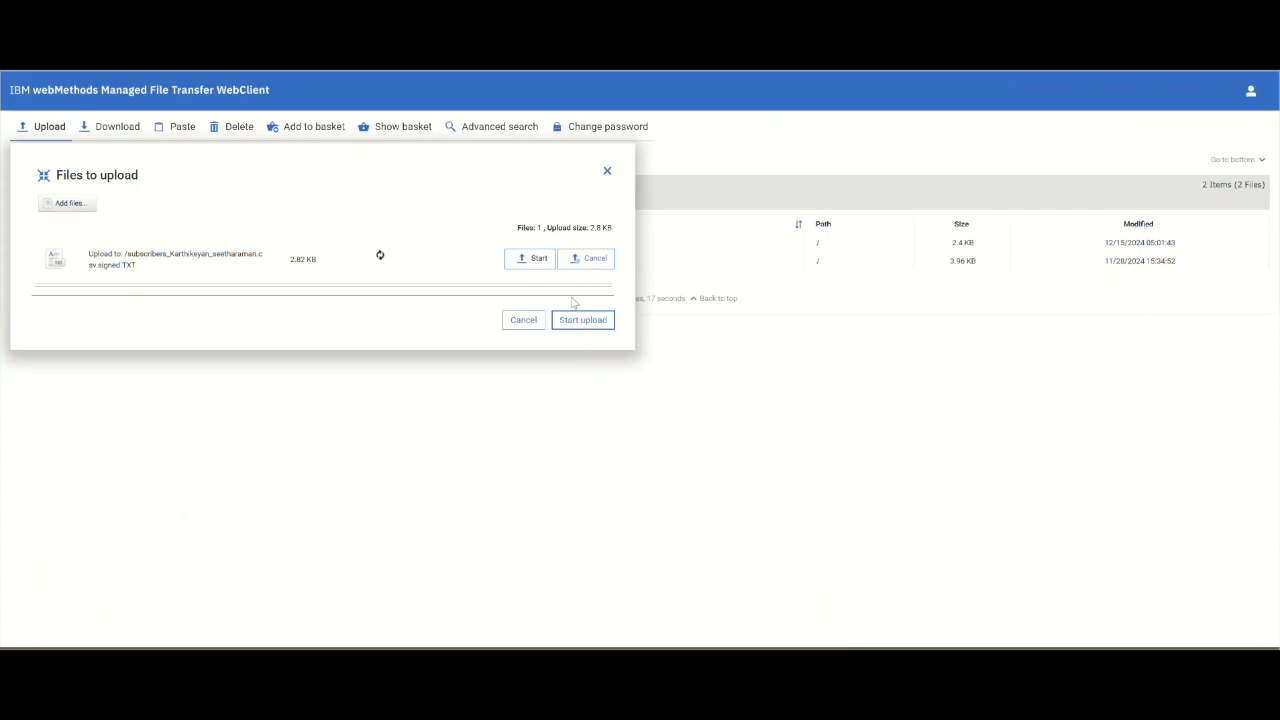 IBM webMethods Managed File Transfer WebClient
Upload Download Paste Delete Add to basket Show basket Advanced search Change password
Go to bottom
Files to upload
2 Items (2 Files)
Add files...
Files: 1 , Upload size: 2.8 KB
Path Size Modified
/ 2.4 KB 12/15/2024 05:01:43
Upload to: /subscribers_Karthikeyan_seetharaman.c
sv.signed.TXT
2.82 KB
Start Cancel
/ 3.96 KB 11/28/2024 15:34:52
17 seconds Back to top
Cancel Start upload